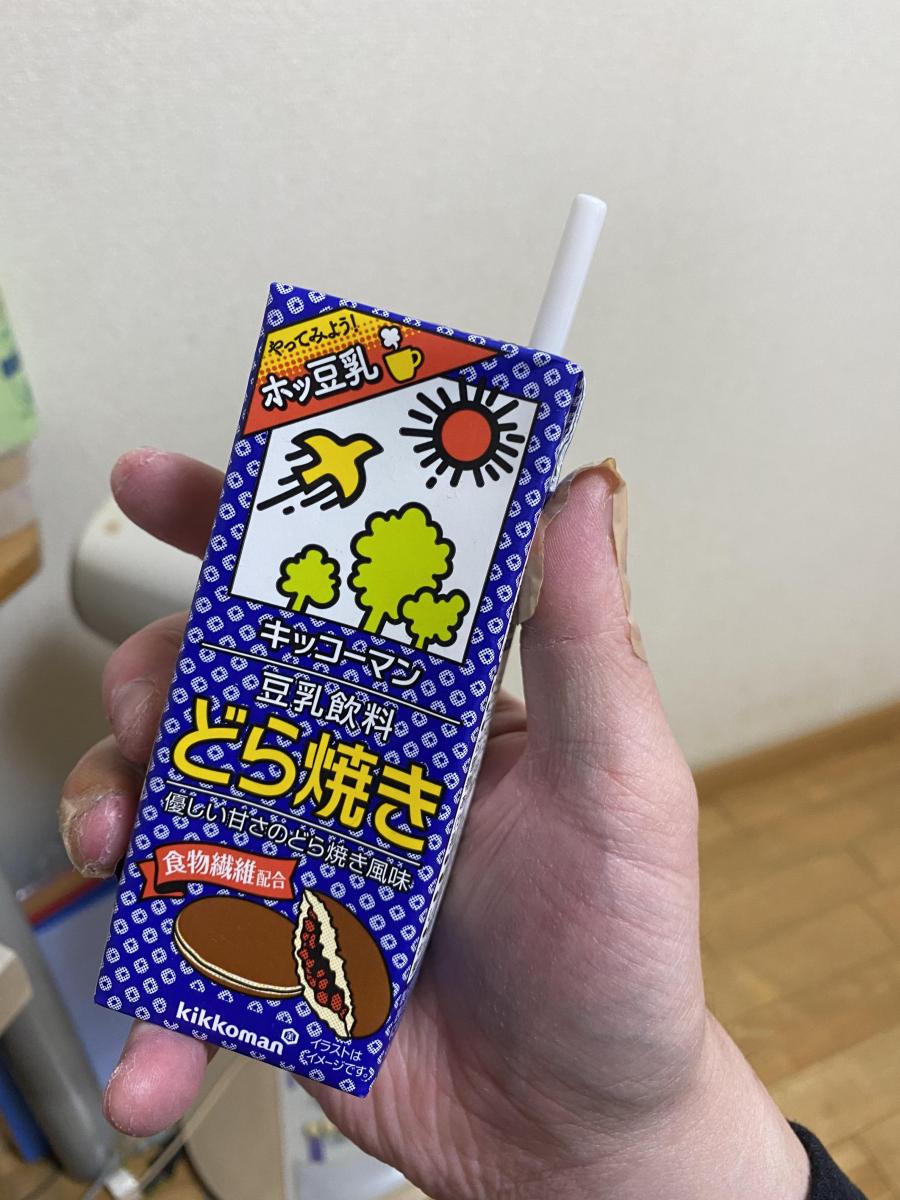 やってみよう!
ホッ豆乳
キッコーマン
豆乳飲料
どら焼き
優しい甘さのどら焼き風味
食物繊維配合
kikkoman
イラストは
イメージです。